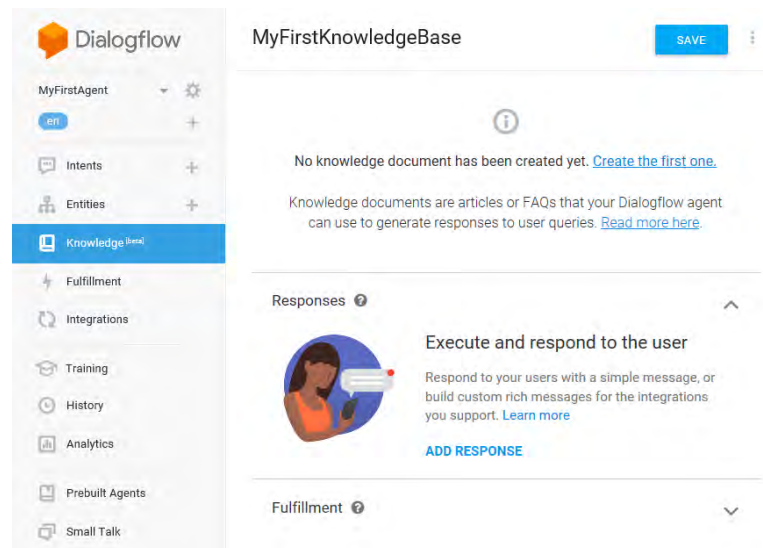 Dialogflow
MyFirstAgent
en
Intents
Entities
Knowledge [beta]
Fulfillment
Integrations
Training
History
Analytics
Prebuilt Agents
Small Talk
MyFirstKnowledgeBase
SAVE
No knowledge document has been created yet. Create the first one.
Knowledge documents are articles or FAQs that your Dialogflow agent
can use to generate responses to user queries. Read more here.
Responses
Execute and respond to the user
Respond to your users with a simple message, or
build custom rich messages for the integrations
you support. Learn more
ADD RESPONSE
Fulfillment